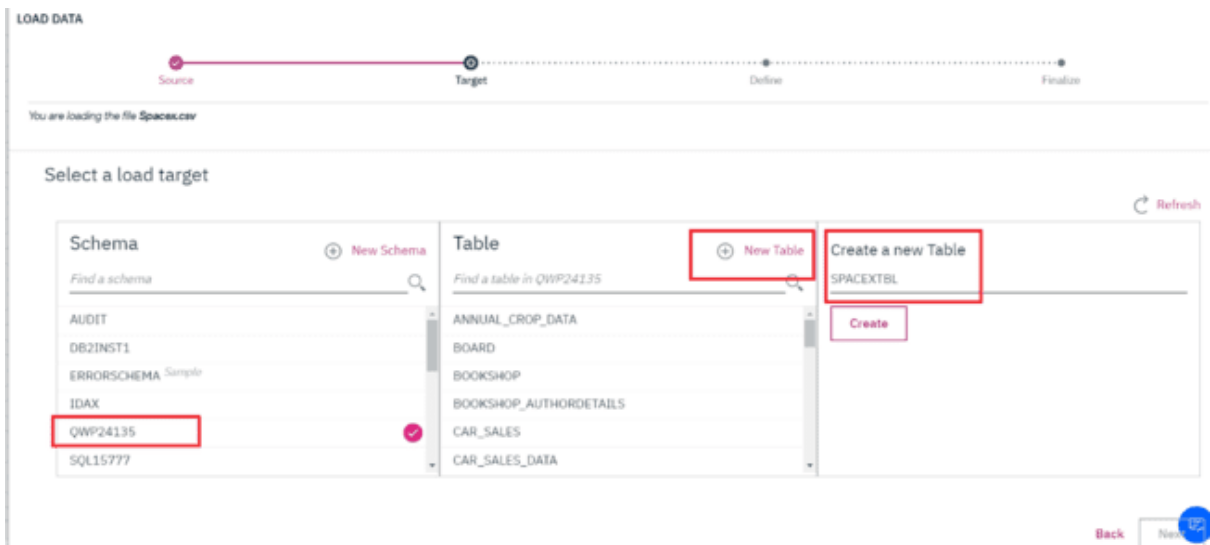 LOAD DATA
Source
Target
Define
Finalize
You are loading the file Spacex.csv
Select a load target
Refresh
Schema
New Schema
Find a schema
AUDIT
DB2INST1
ERRORSCHEMA Sample
IDAX
QWP24135
SQL15777
Table
New Table
Find a table in QWP24135
ANNUAL_CROP_DATA
BOARD
BOOKSHOP
BOOKSHOP_AUTHORDETAILS
CAR_SALES
CAR_SALES_DATA
Create a new Table
SPACEXTBL
Create
Back
Next